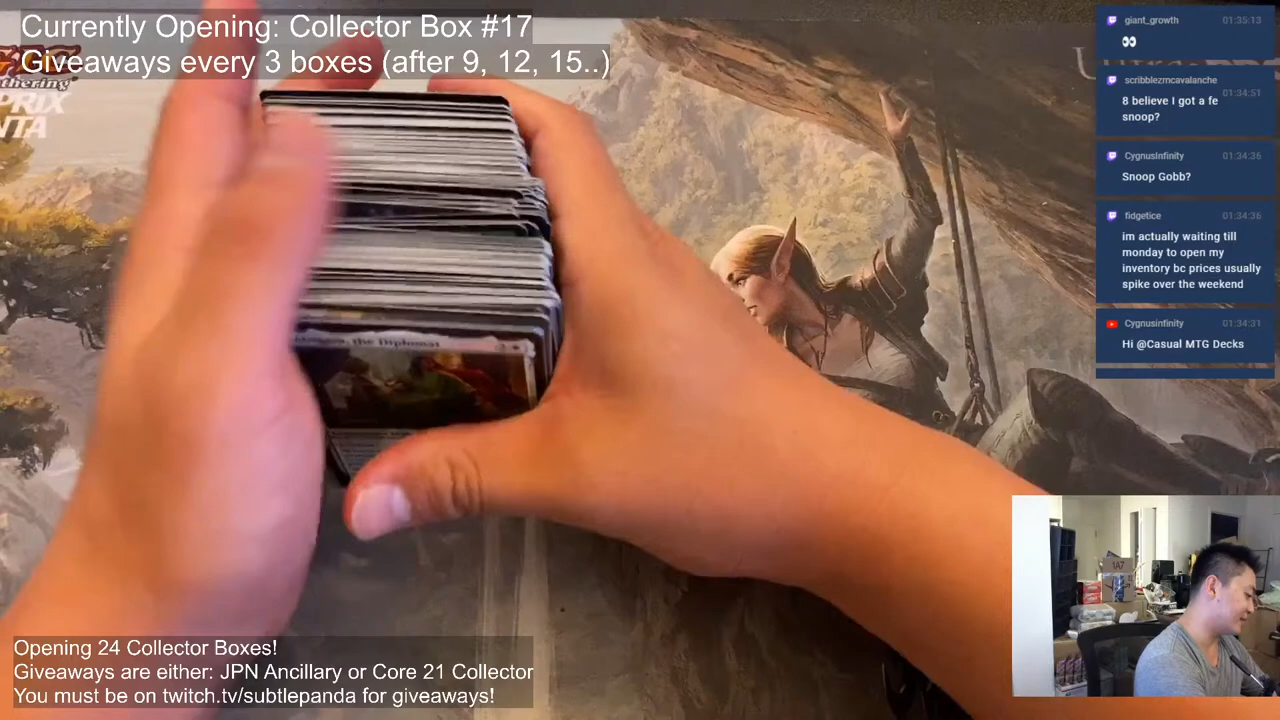 Currently Opening: Collector Box #17
Giveaways every 3 boxes (after 9, 12, 15..)
PRIX
the Diplomat
giant_growth 01:35:13
scribblezmcavalanche
01:34:51
8 believe I got a fe
snoop?
CygnusInfinity 01:34:36
Snoop Gobb?
fidgetice 01:34:36
im actually waiting till
monday to open my
inventory bc prices usually
spike over the weekend
Cygnusinfinity 01:34:31
Hi @Casual MTG Decks
1A7
Opening 24 Collector Boxes!
Giveaways are either: JPN Ancillary or Core 21 Collector
You must be on twitch.tv/subtlepanda for giveaways!